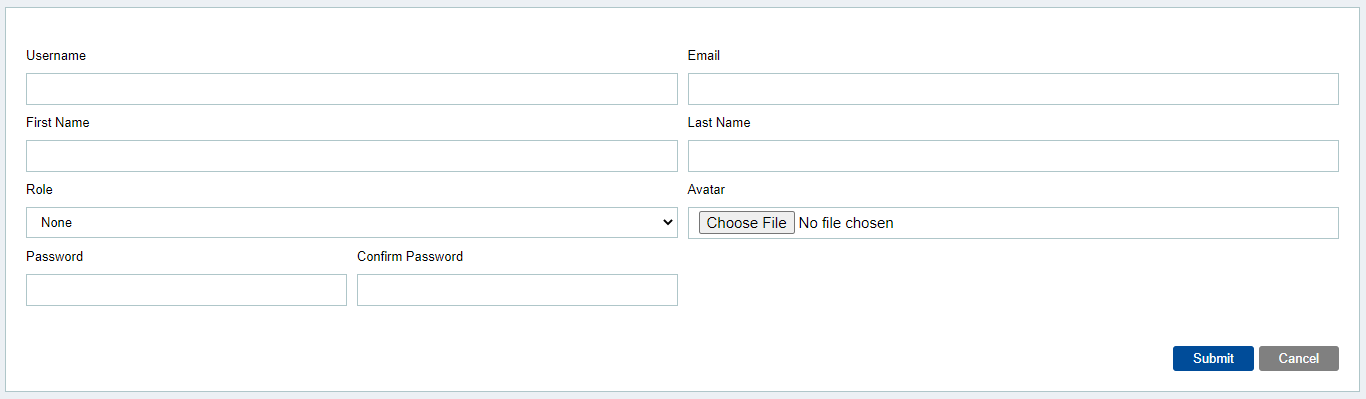 Username
Email
First Name
Last Name
Role
Avatar
None
Choose File No file chosen
Password
Confirm Password
Submit
Cancel